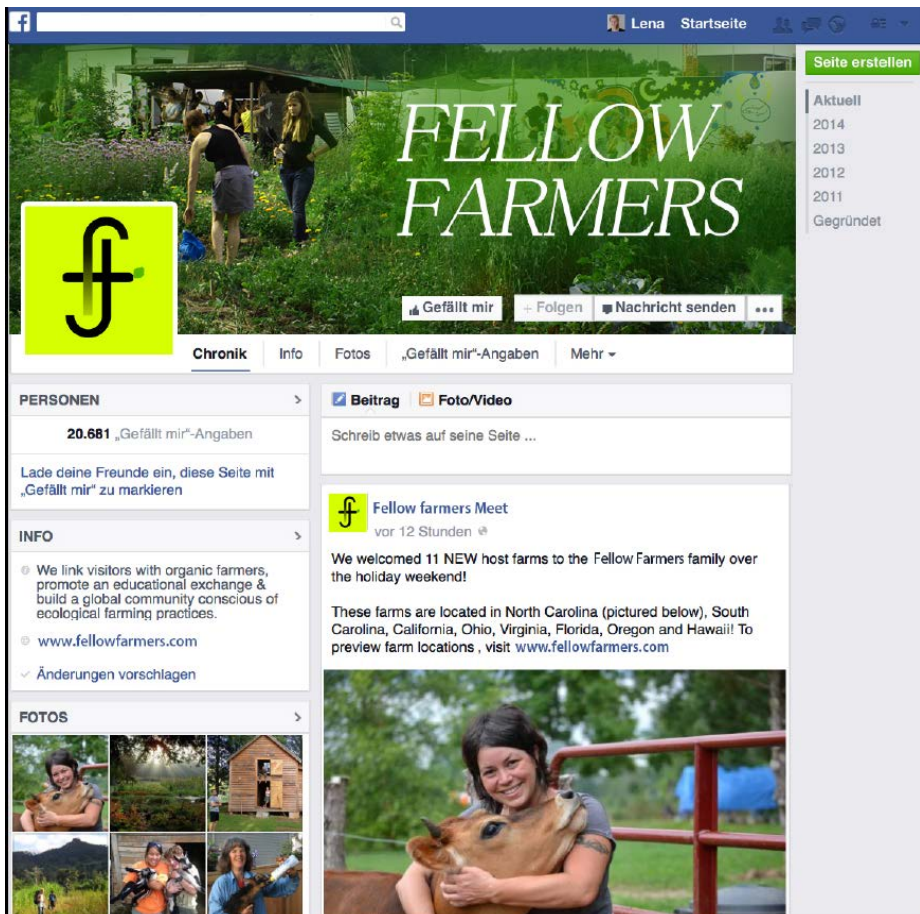 f
Lena Startseite
FELLOW
FARMERS
Seite erstellen
Aktuell
2014
2013
2012
2011
Gegründet
Gefällt mir
+ Folgen
Nachricht senden
...
Chronik
Info
Fotos
„Gefällt mir“-Angaben
Mehr
PERSONEN
20.681 „Gefällt mir“-Angaben
Lade deine Freunde ein, diese Seite mit
„Gefällt mir“ zu markieren
INFO
We link visitors with organic farmers,
promote an educational exchange &
build a global community conscious of
ecological farming practices.
www.fellowfarmers.com
Änderungen vorschlagen
FOTOS
Beitrag
Foto/Video
Schreib etwas auf seine Seite ...
Fellow farmers Meet
vor 12 Stunden
We welcomed 11 NEW host farms to the Fellow Farmers family over
the holiday weekend!
These farms are located in North Carolina (pictured below), South
Carolina, California, Ohio, Virginia, Florida, Oregon and Hawaii! To
preview farm locations , visit www.fellowfarmers.com